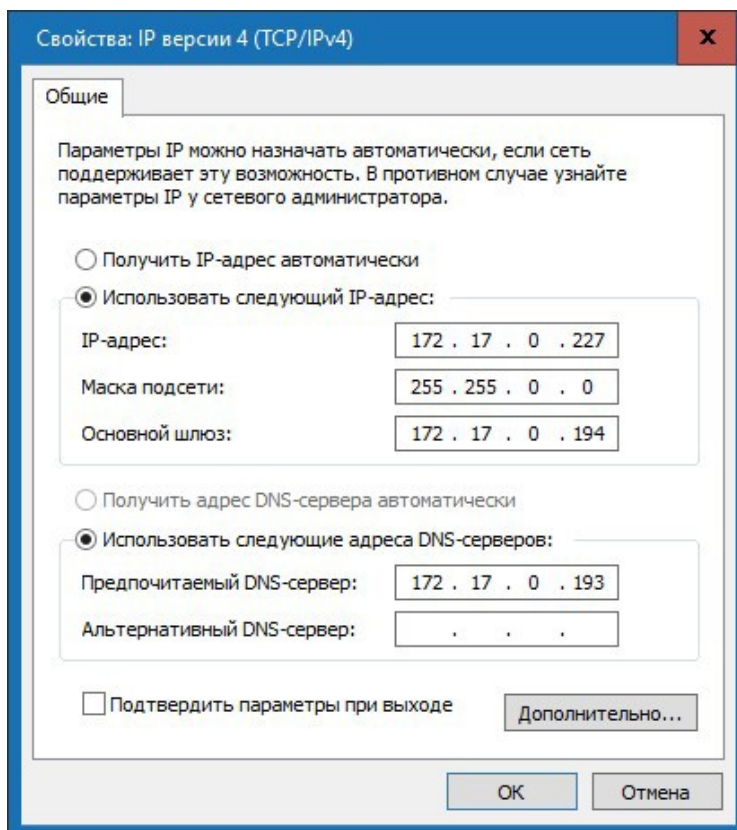 Свойства: IP версии 4 (TCP/IPv4)
x
Общие
Параметры IP можно назначать автоматически, если сеть
поддерживает эту возможность. В противном случае узнайте
параметры IP у сетевого администратора.
Получить IP-адрес автоматически
Использовать следующий IP-адрес:
IP-адрес: 172 . 17 . 0 . 227
Маска подсети: 255 . 255 . 0 . 0
Основной шлюз: 172 . 17 . 0 . 194
Получить адрес DNS-сервера автоматически
Использовать следующие адреса DNS-серверов:
Предпочитаемый DNS-сервер: 172 . 17 . 0 . 193
Альтернативный DNS-сервер: . . .
Подтвердить параметры при выходе
Дополнительно...
ОК Отмена